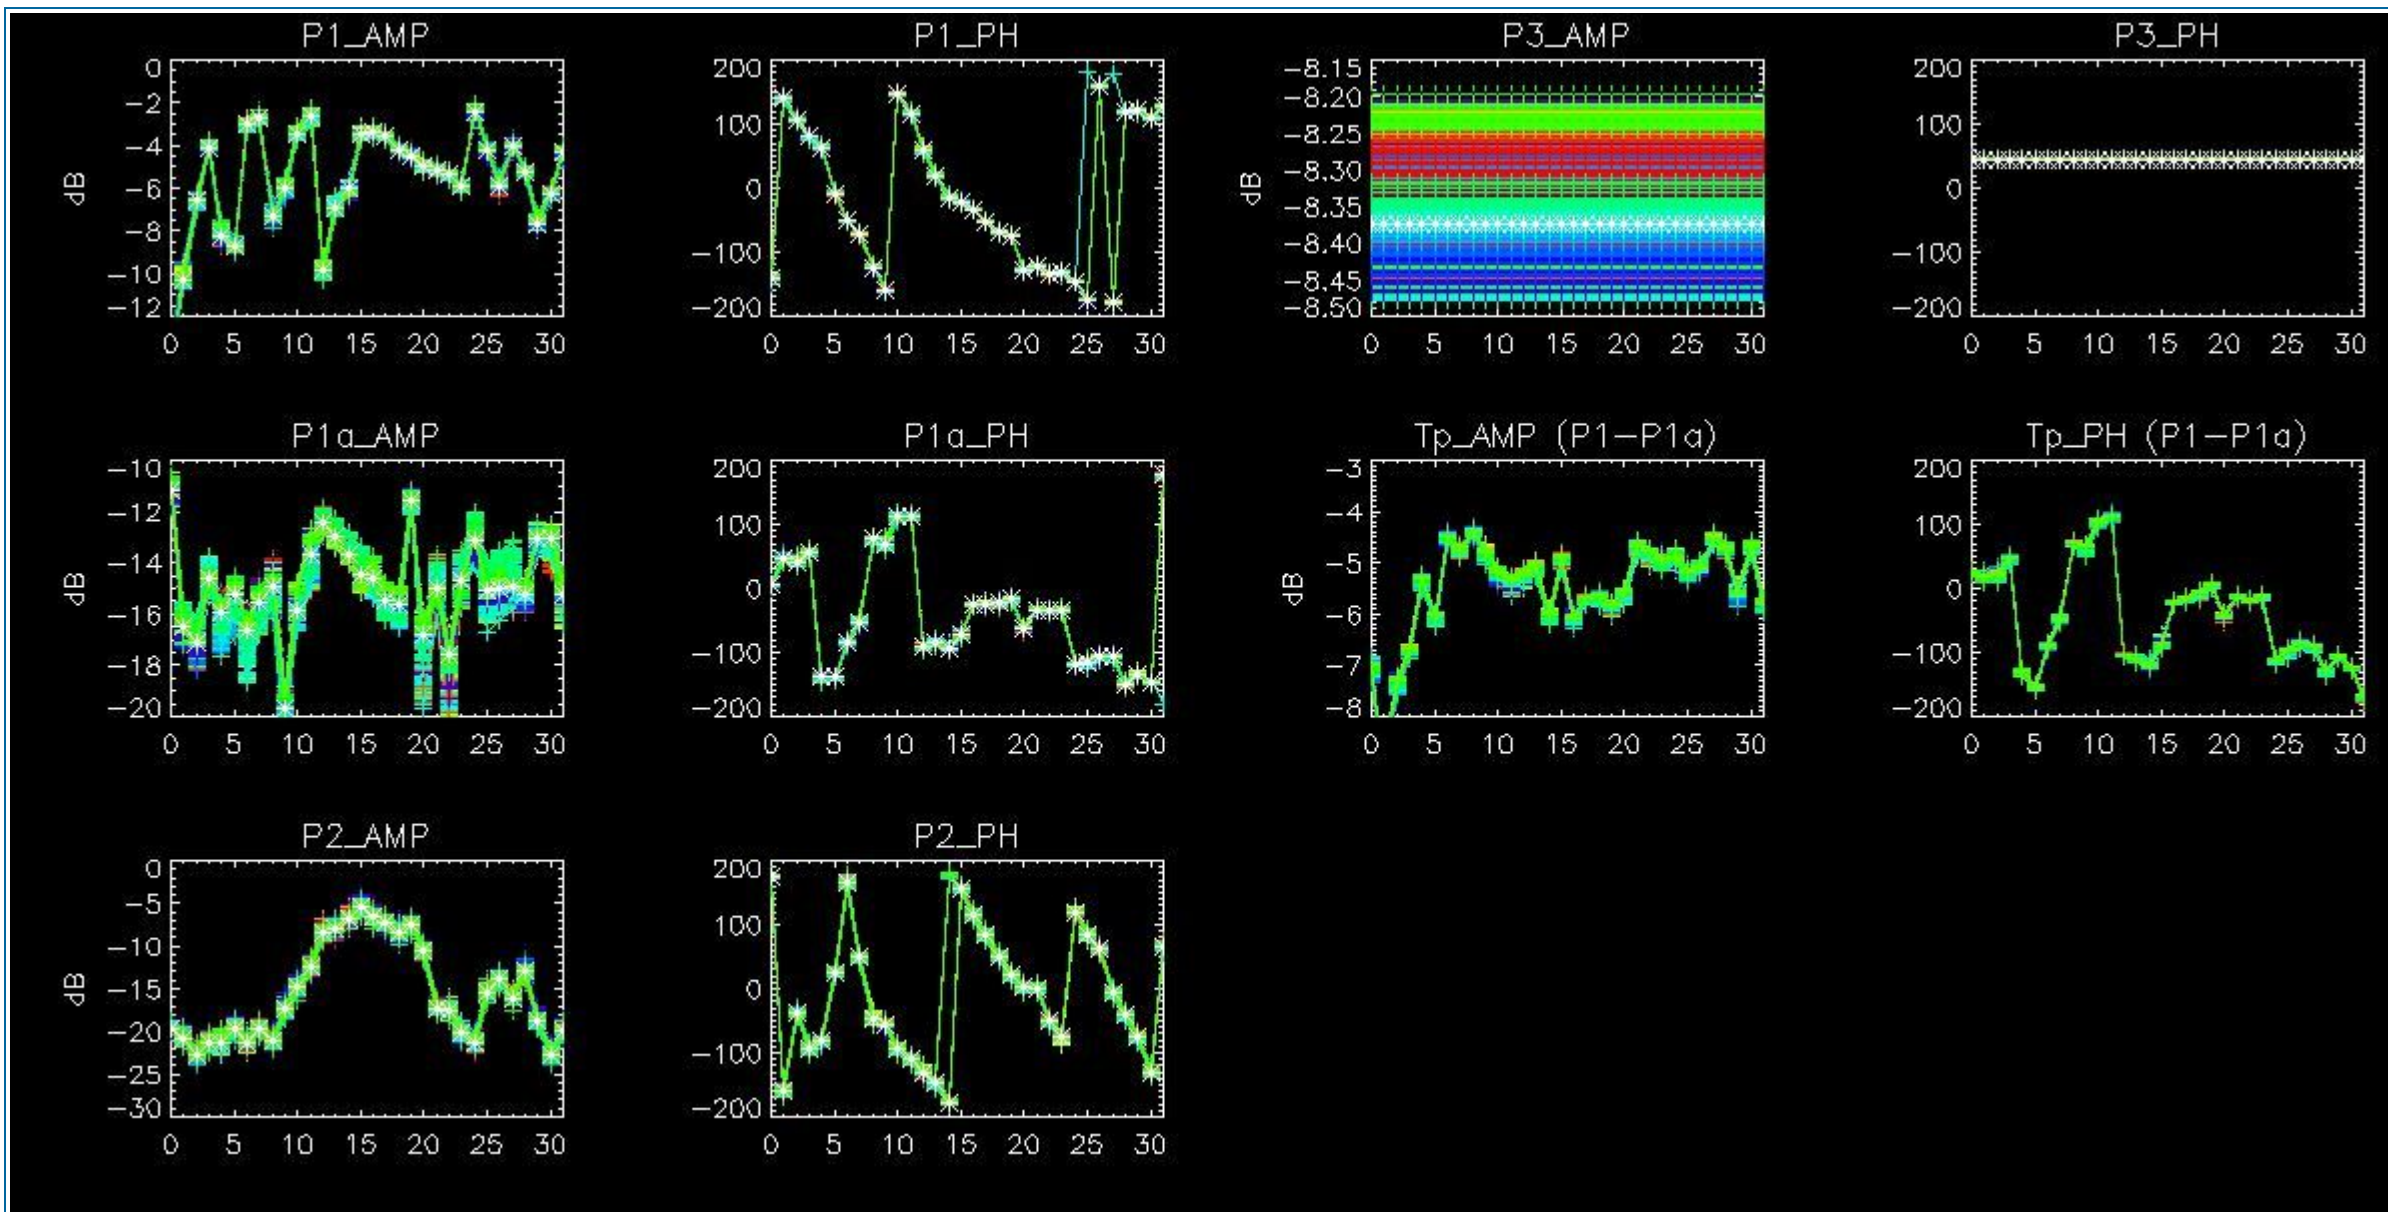 P1_AMP
0
−2
−4
−6
−8
−10
−12
dB
0 5 10 15 20 25 30
P1_PH
200
100
0
−100
−200
0 5 10 15 20 25 30
P3_AMP
−8.15
−8.20
−8.25
−8.30
−8.35
−8.40
−8.45
−8.50
dB
0 5 10 15 20 25 30
P3_PH
200
100
0
−100
−200
0 5 10 15 20 25 30
P1a_AMP
−10
−12
−14
−16
−18
−20
dB
0 5 10 15 20 25 30
P1a_PH
200
100
0
−100
−200
0 5 10 15 20 25 30
Tp_AMP (P1−P1a)
−3
−4
−5
−6
−7
−8
dB
0 5 10 15 20 25 30
Tp_PH (P1−P1a)
200
100
0
−100
−200
0 5 10 15 20 25 30
P2_AMP
0
−5
−10
−15
−20
−25
−30
dB
0 5 10 15 20 25 30
P2_PH
200
100
0
−100
−200
0 5 10 15 20 25 30